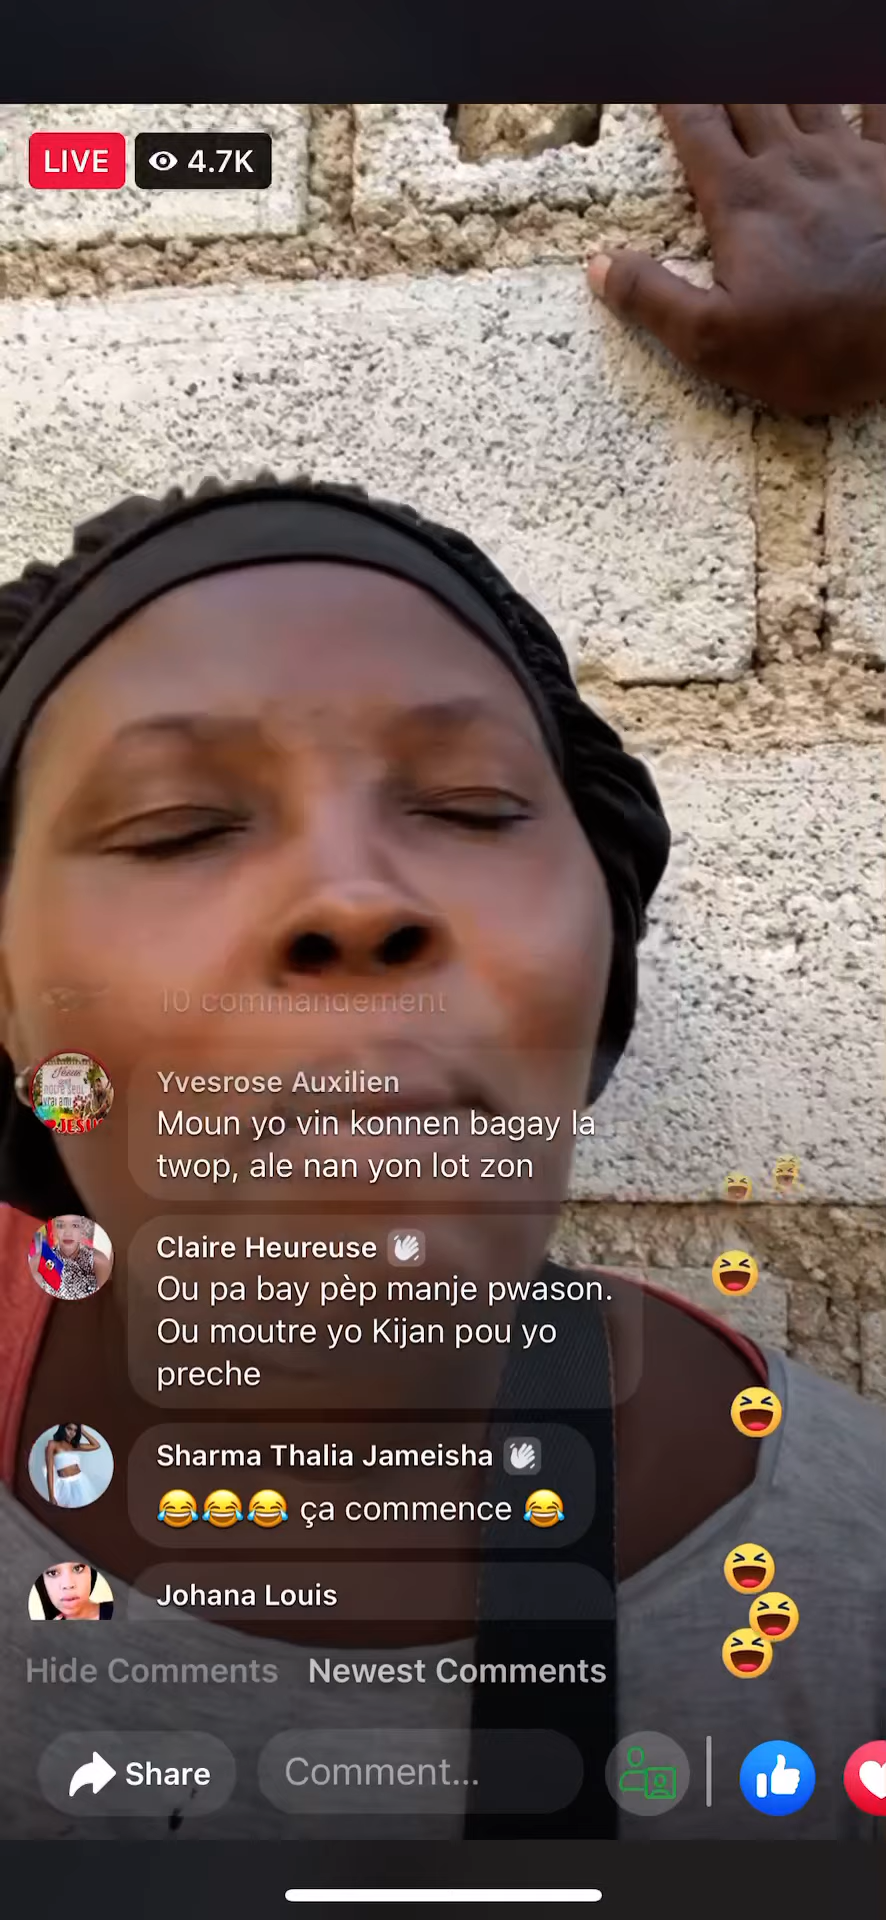 LIVE 4.7K
10 commandement
Yvesrose Auxilien
Moun yo vin konnen bagay la
twop, ale nan yon lot zon
Claire Heureuse
Ou pa bay pèp manje pwason.
Ou moutre yo Kijan pou yo
preche
Sharma Thalia Jameisha
😂😂😂 ça commence 😂
Johana Louis
Hide Comments Newest Comments
Share Comment...